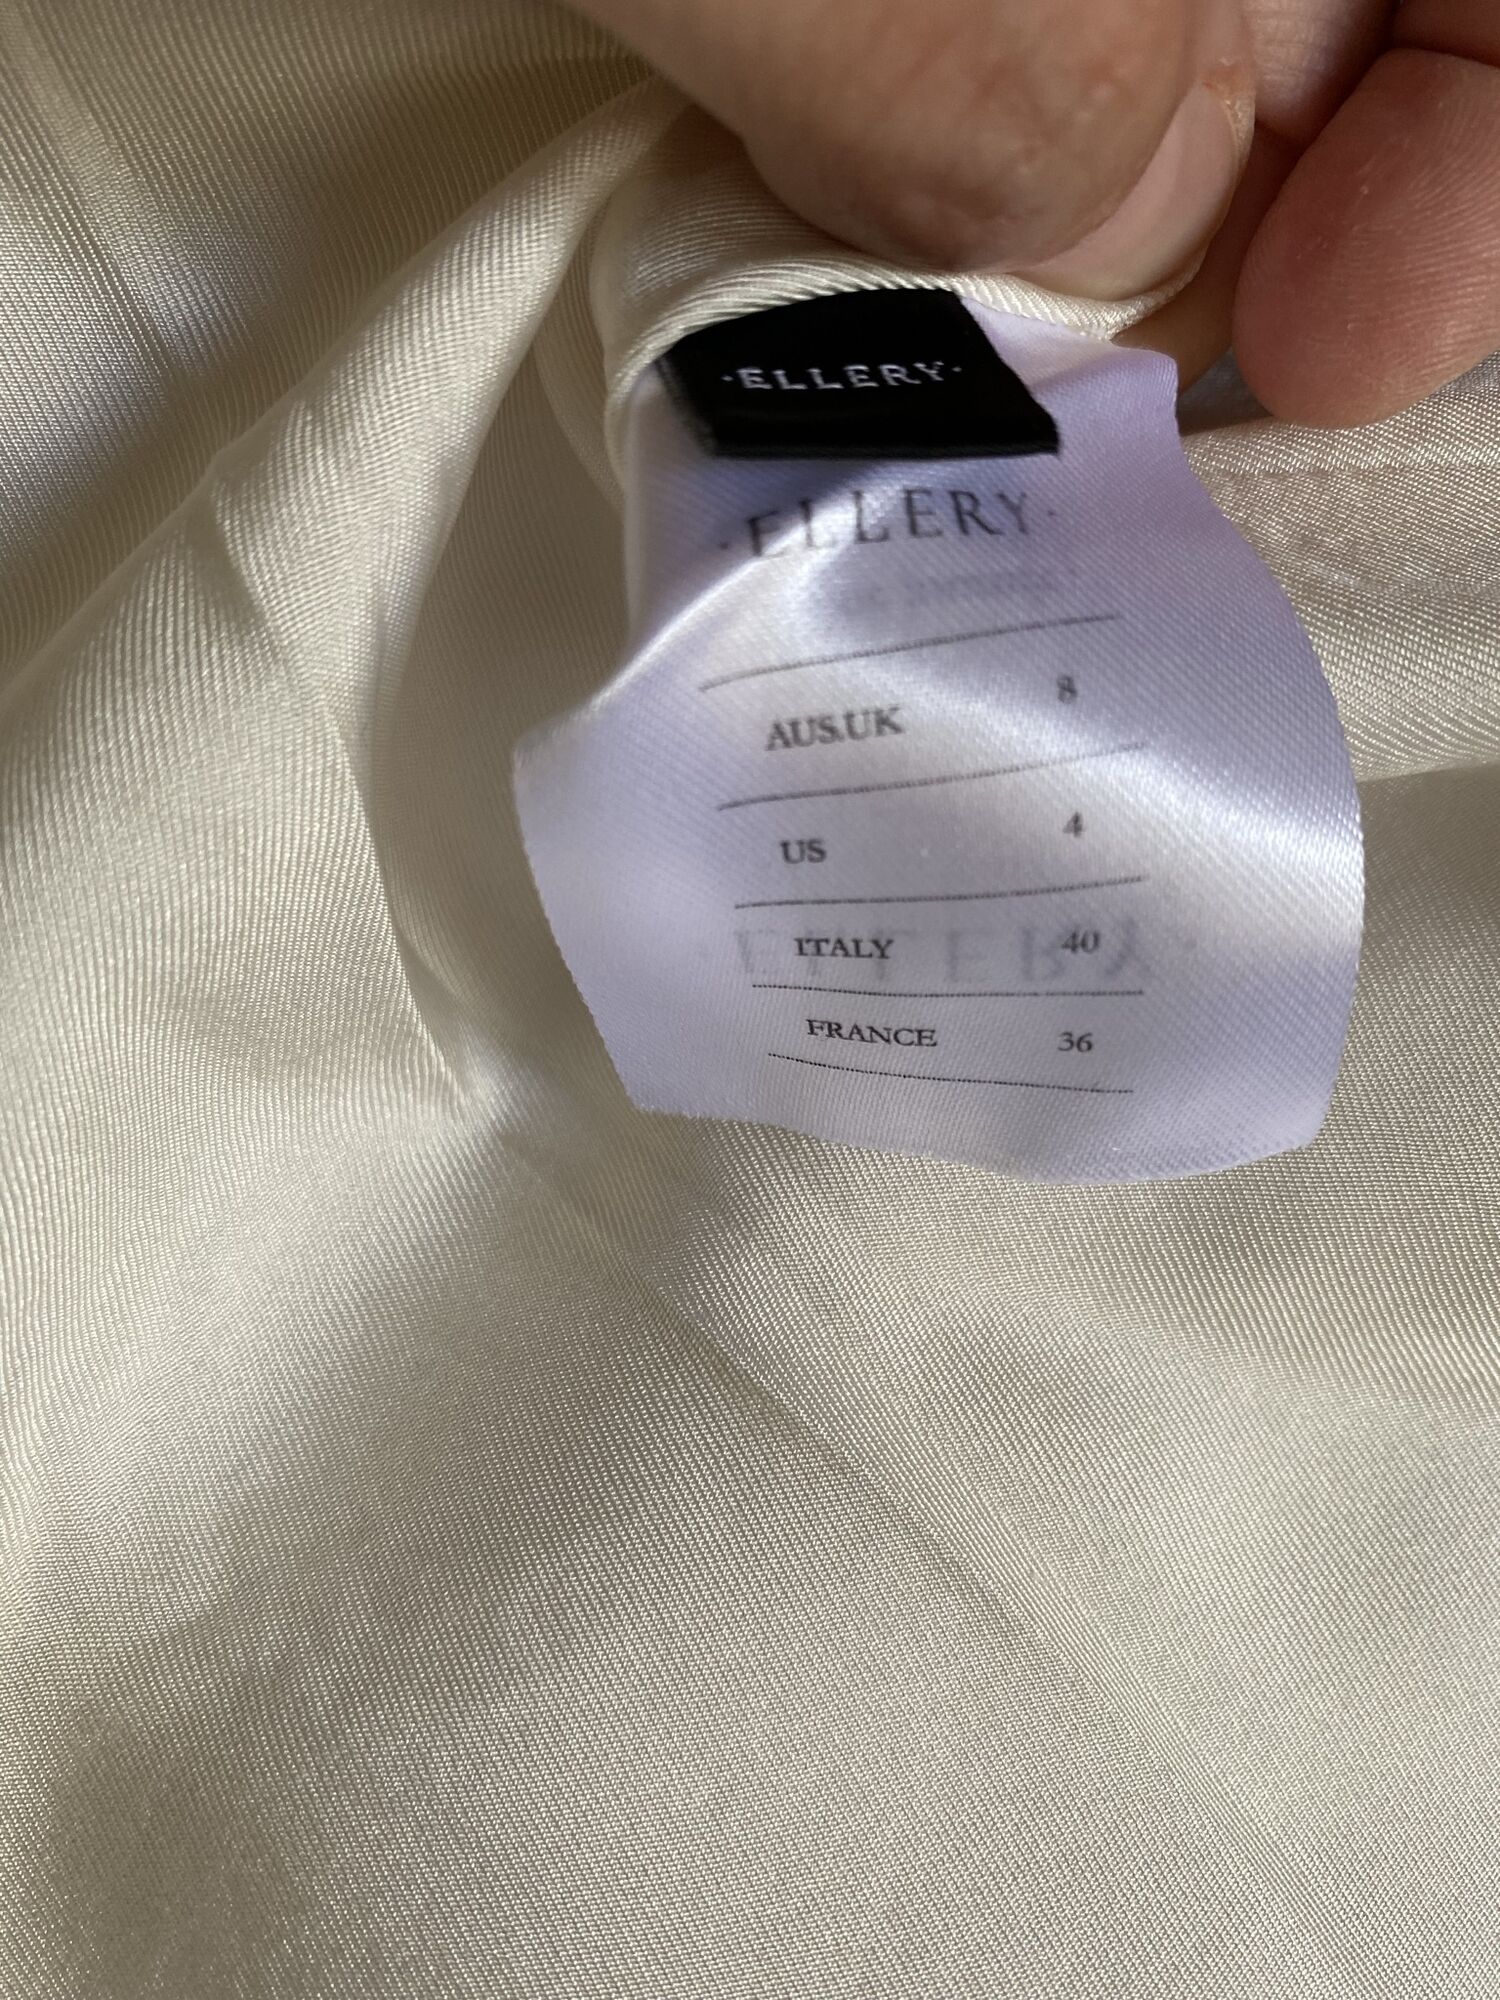 ·ELLERY·
·ELLERY·
AUS.UK 8
US 4
ITALY 40
FRANCE 36